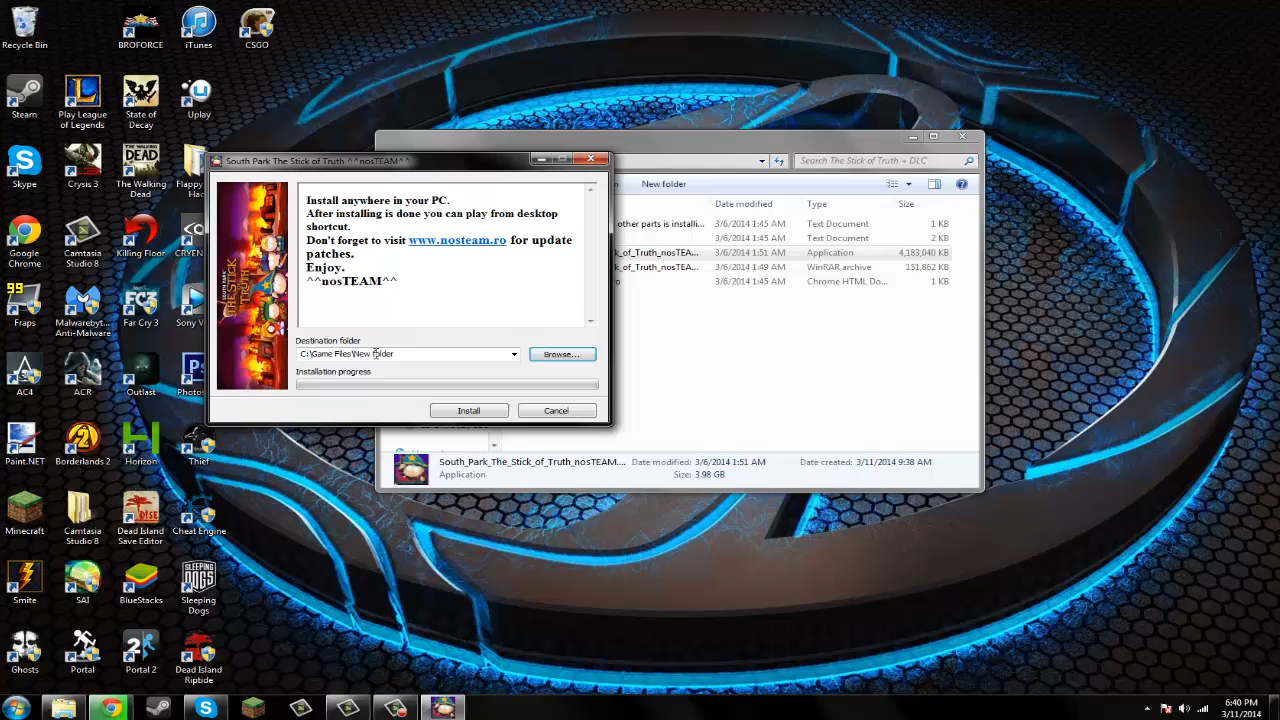 Recycle Bin
BROFORCE
iTunes
CSGO
Steam
Play League of Legends
State of Decay
Uplay
Skype
Crysis 3
The Walking Dead
Flappy
Google Chrome
Camtasia Studio 8
Killing Floor
CRYEN
99
Fraps
Malwarebyt... Anti-Malware
FC3
Far Cry 3
Sony V
AC4
ACR
Outlast
Photos
Paint.NET
Borderlands 2
Horizon
Thief
Minecraft
Camtasia Studio 8
Dead Island Save Editor
Cheat Engine
Smite
SAI
BlueStacks
SLEEPING DOGS
Sleeping Dogs
Ghosts
Portal
Portal 2
Dead Island Riptide
South Park The Stick of Truth ^^nosTEAM^^
Install anywhere in your PC.
After installing is done you can play from desktop
shortcut.
Don't forget to visit www.nosteam.ro for update
patches.
Enjoy.
^^nosTEAM^^
Destination folder
C:\Game Files\New folder
Browse...
Installation progress
Install
Cancel
Search The Stick of Truth + DLC
New folder
Date modified
Type
Size
other parts is installi...
3/6/2014 1:45 AM
Text Document
1 KB
3/6/2014 1:45 AM
Text Document
2 KB
k_of_Truth_nosTEA...
3/6/2014 1:51 AM
Application
4,183,040 KB
k_of_Truth_nosTEA...
3/6/2014 1:49 AM
WinRAR archive
151,862 KB
3/6/2014 1:45 AM
Chrome HTML Do...
1 KB
South_Park_The_Stick_of_Truth_nosTEAM....
Date modified: 3/6/2014 1:51 AM
Date created: 3/11/2014 9:38 AM
Application
Size: 3.98 GB
6:40 PM
3/11/2014